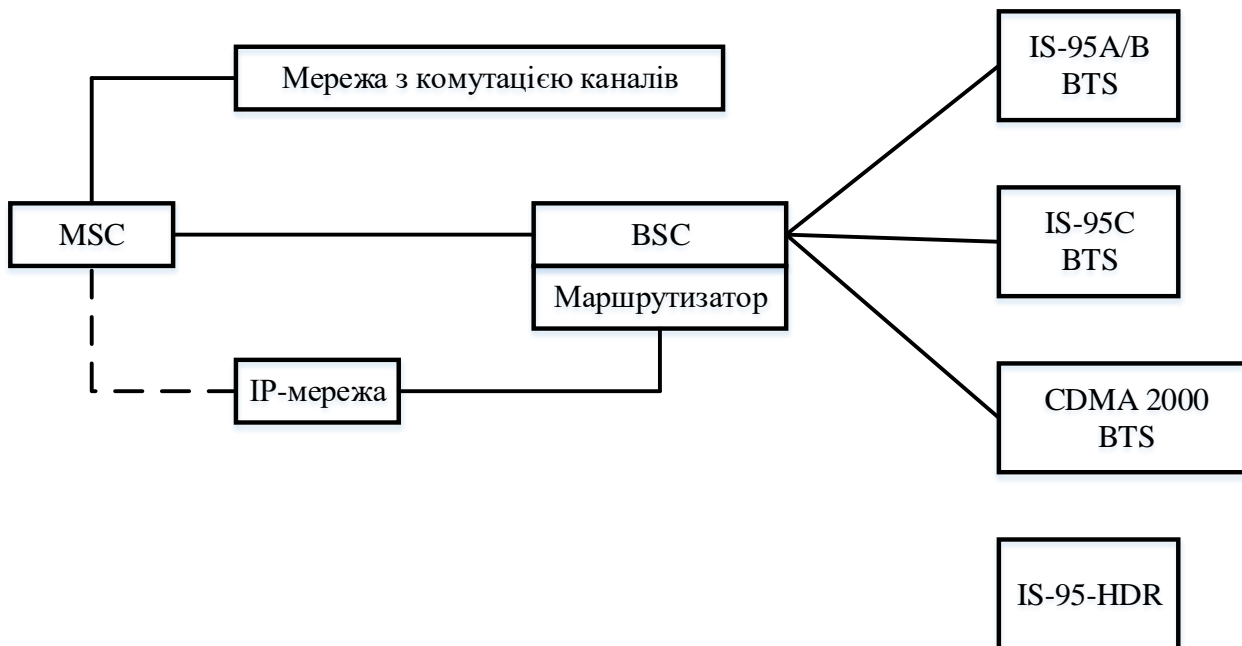 Мережа з комутацією каналів
MSC
BSC
Маршрутизатор
IP-мережа
IS-95A/B
BTS
IS-95C
BTS
CDMA 2000
BTS
IS-95-HDR